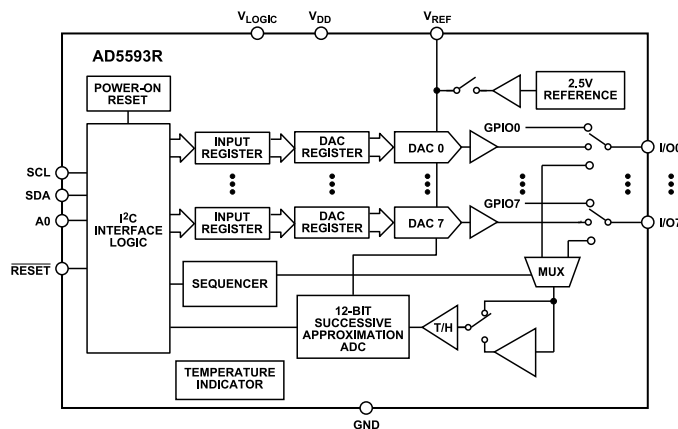 VLOGIC
VDD
VREF
AD5593R
POWER-ON
RESET
2.5V
REFERENCE
GPIO0
INPUT
REGISTER
DAC
REGISTER
DAC 0
I/O0
SCL
SDA
A0
RESET
I2C
INTERFACE
LOGIC
GPIO7
INPUT
REGISTER
DAC
REGISTER
DAC 7
I/O7
SEQUENCER
MUX
12-BIT
SUCCESSIVE
APPROXIMATION
ADC
T/H
TEMPERATURE
INDICATOR
GND